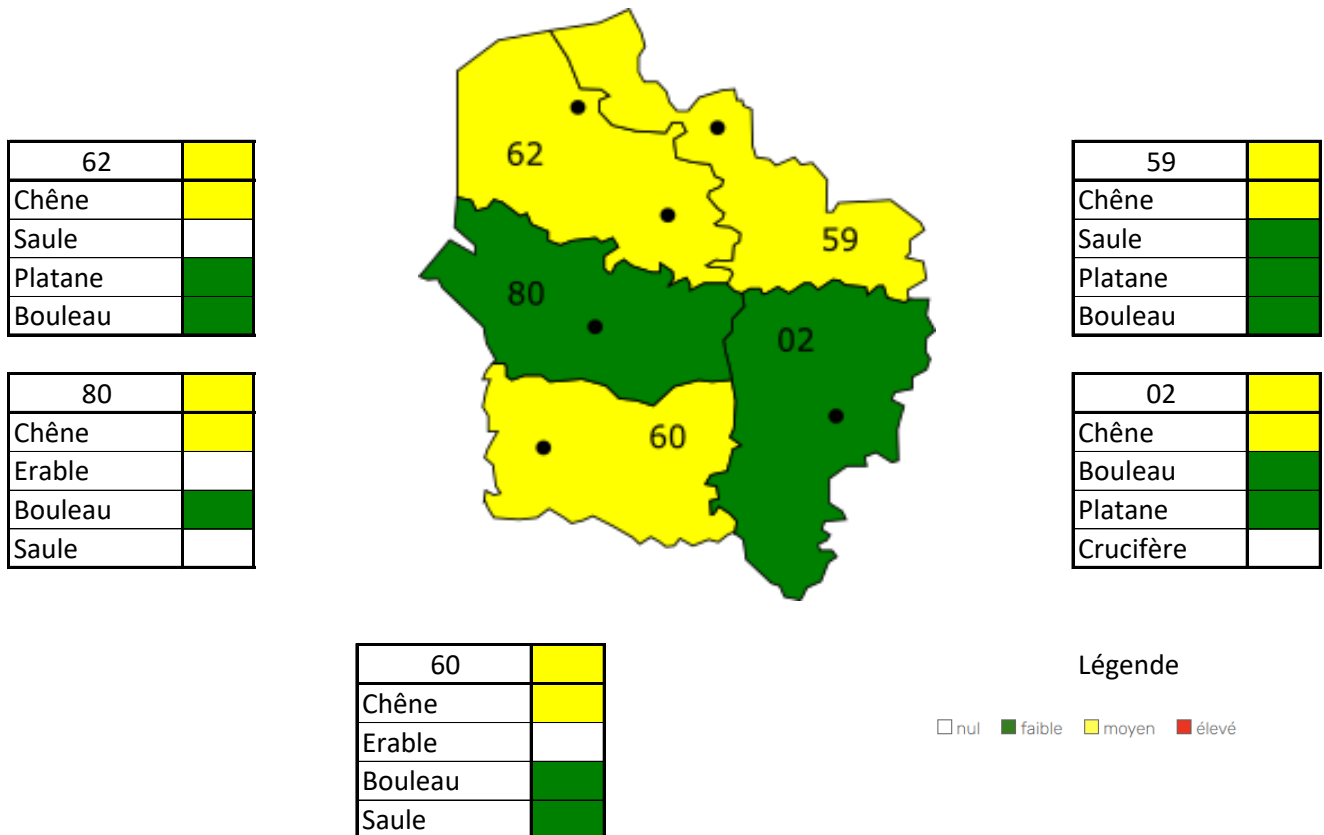 62
Chêne
Saule
Platane
Bouleau
80
Chêne
Erable
Bouleau
Saule
62
59
80
02
60
59
Chêne
Saule
Platane
Bouleau
02
Chêne
Bouleau
Platane
Crucifère
60
Chêne
Erable
Bouleau
Saule
Légende
nul faible moyen élevé